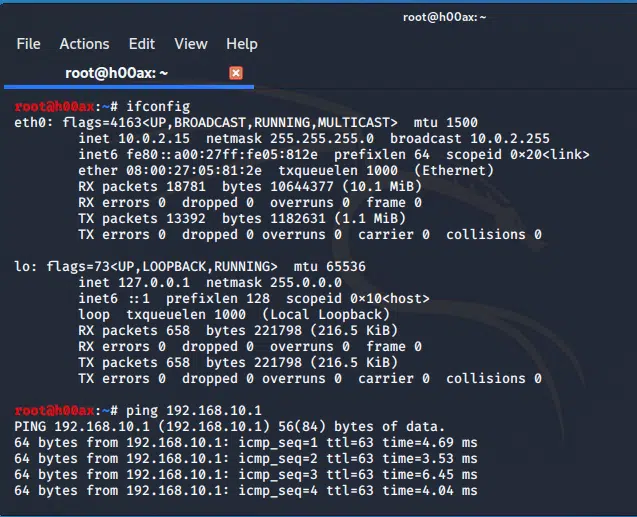 root@h00ax: ~
File Actions Edit View Help
root@h00ax: ~
root@h00ax:~# ifconfig
eth0: flags=4163<UP,BROADCAST,RUNNING,MULTICAST> mtu 1500
inet 10.0.2.15 netmask 255.255.255.0 broadcast 10.0.2.255
inet6 fe80::a00:27ff:fe05:812e prefixlen 64 scopeid 0×20<link>
ether 08:00:27:05:81:2e txqueuelen 1000 (Ethernet)
RX packets 18781 bytes 10644377 (10.1 MiB)
RX errors 0 dropped 0 overruns 0 frame 0
TX packets 13392 bytes 1182631 (1.1 MiB)
TX errors 0 dropped 0 overruns 0 carrier 0 collisions 0
lo: flags=73<UP,LOOPBACK,RUNNING> mtu 65536
inet 127.0.0.1 netmask 255.0.0.0
inet6 ::1 prefixlen 128 scopeid 0×10<host>
loop txqueuelen 1000 (Local Loopback)
RX packets 658 bytes 221798 (216.5 KiB)
RX errors 0 dropped 0 overruns 0 frame 0
TX packets 658 bytes 221798 (216.5 KiB)
TX errors 0 dropped 0 overruns 0 carrier 0 collisions 0
root@h00ax:~# ping 192.168.10.1
PING 192.168.10.1 (192.168.10.1) 56(84) bytes of data.
64 bytes from 192.168.10.1: icmp_seq=1 ttl=63 time=4.69 ms
64 bytes from 192.168.10.1: icmp_seq=2 ttl=63 time=3.53 ms
64 bytes from 192.168.10.1: icmp_seq=3 ttl=63 time=6.45 ms
64 bytes from 192.168.10.1: icmp_seq=4 ttl=63 time=4.04 ms